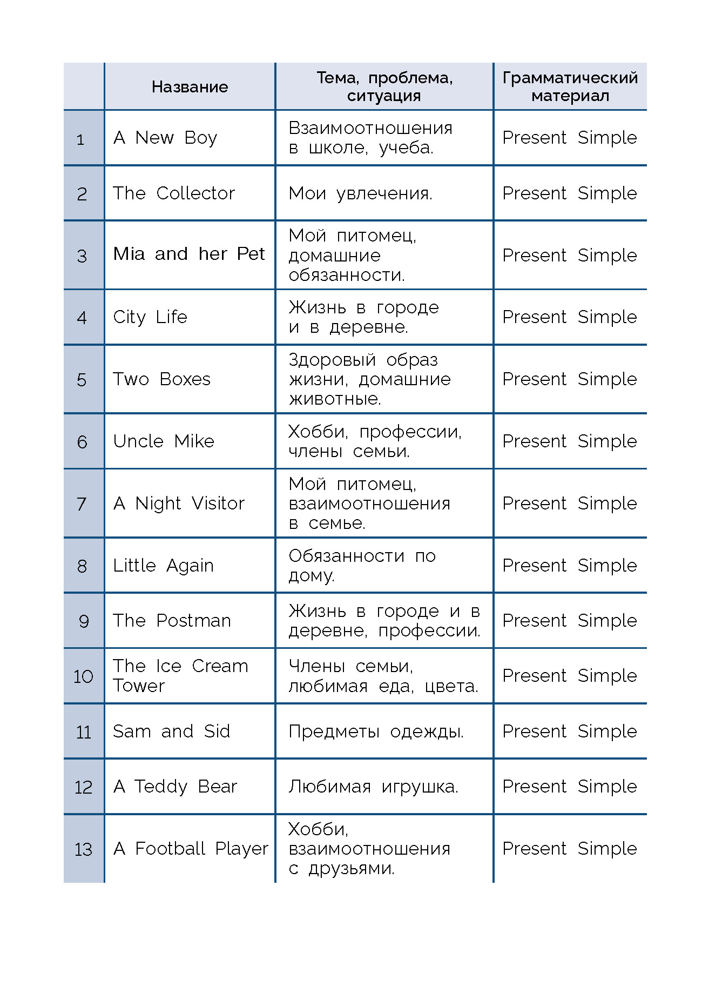 Название
Тема, проблема,
ситуация
Грамматический
материал
1
A New Boy
Взаимоотношения
в школе, учеба.
Present Simple
2
The Collector
Мои увлечения.
Present Simple
3
Mia and her Pet
Мой питомец,
домашние
обязанности.
Present Simple
4
City Life
Жизнь в городе
и в деревне.
Present Simple
5
Two Boxes
Здоровый образ
жизни, домашние
животные.
Present Simple
6
Uncle Mike
Хобби, профессии,
члены семьи.
Present Simple
7
A Night Visitor
Мой питомец,
взаимоотношения
в семье.
Present Simple
8
Little Again
Обязанности по
дому.
Present Simple
9
The Postman
Жизнь в городе и в
деревне, профессии.
Present Simple
10
The Ice Cream
Tower
Члены семьи,
любимая еда, цвета.
Present Simple
11
Sam and Sid
Предметы одежды.
Present Simple
12
A Teddy Bear
Любимая игрушка.
Present Simple
13
A Football Player
Хобби,
взаимоотношения
с друзьями.
Present Simple